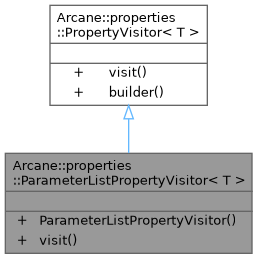 Arcane::properties
::PropertyVisitor< T >
+ visit()
+ builder()
Arcane::properties
::ParameterListPropertyVisitor< T >
+ ParameterListPropertyVisitor()
+ visit()